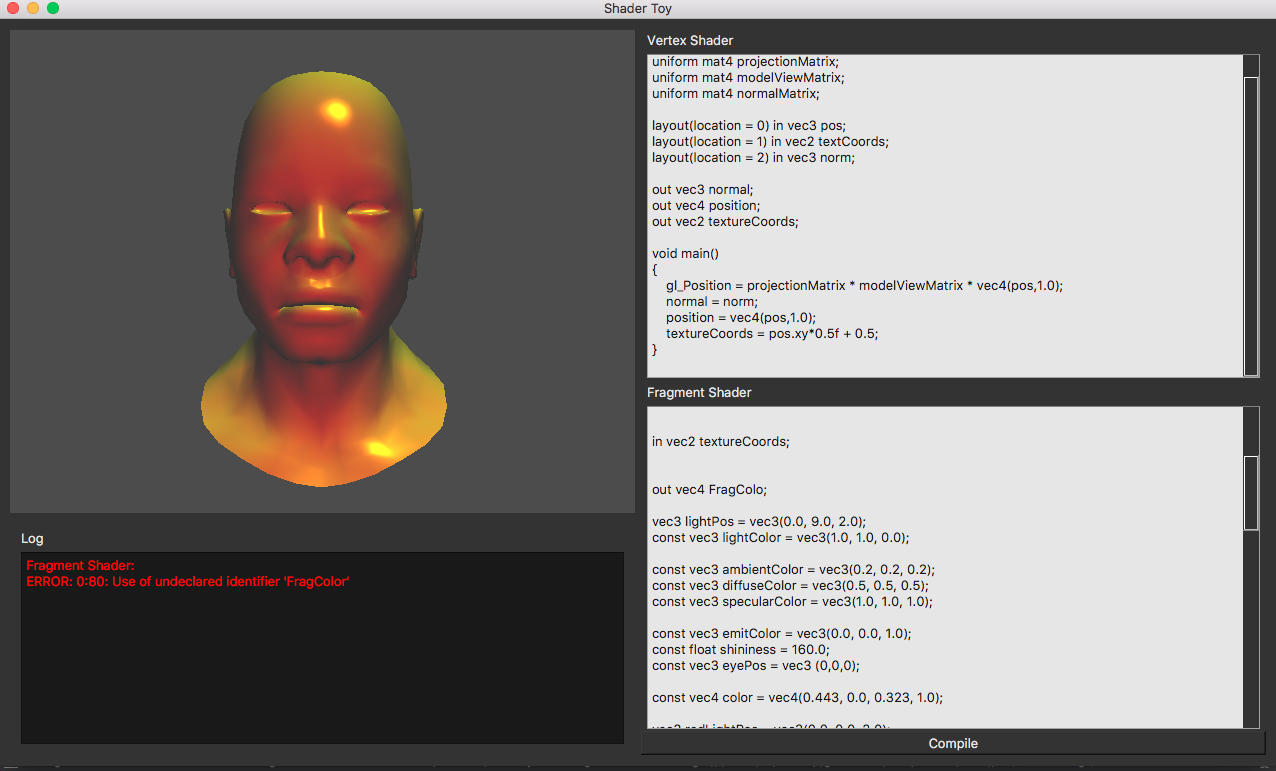 Shader Toy
Vertex Shader
uniform mat4 projectionMatrix;
uniform mat4 modelViewMatrix;
uniform mat4 normalMatrix;
layout(location = 0) in vec3 pos;
layout(location = 1) in vec2 textCoords;
layout(location = 2) in vec3 norm;
out vec3 normal;
out vec4 position;
out vec2 textureCoords;
void main()
{
gl_Position = projectionMatrix * modelViewMatrix * vec4(pos,1.0);
normal = norm;
position = vec4(pos,1.0);
textureCoords = pos.xy*0.5f + 0.5;
}
Fragment Shader
in vec2 textureCoords;
out vec4 FragColo;
vec3 lightPos = vec3(0.0, 9.0, 2.0);
const vec3 lightColor = vec3(1.0, 1.0, 0.0);
const vec3 ambientColor = vec3(0.2, 0.2, 0.2);
const vec3 diffuseColor = vec3(0.5, 0.5, 0.5);
const vec3 specularColor = vec3(1.0, 1.0, 1.0);
const vec3 emitColor = vec3(0.0, 0.0, 1.0);
const float shininess = 160.0;
const vec3 eyePos = vec3 (0,0,0);
const vec4 color = vec4(0.443, 0.0, 0.323, 1.0);
Compile
Log
Fragment Shader:
ERROR: 0:80: Use of undeclared identifier 'FragColor'